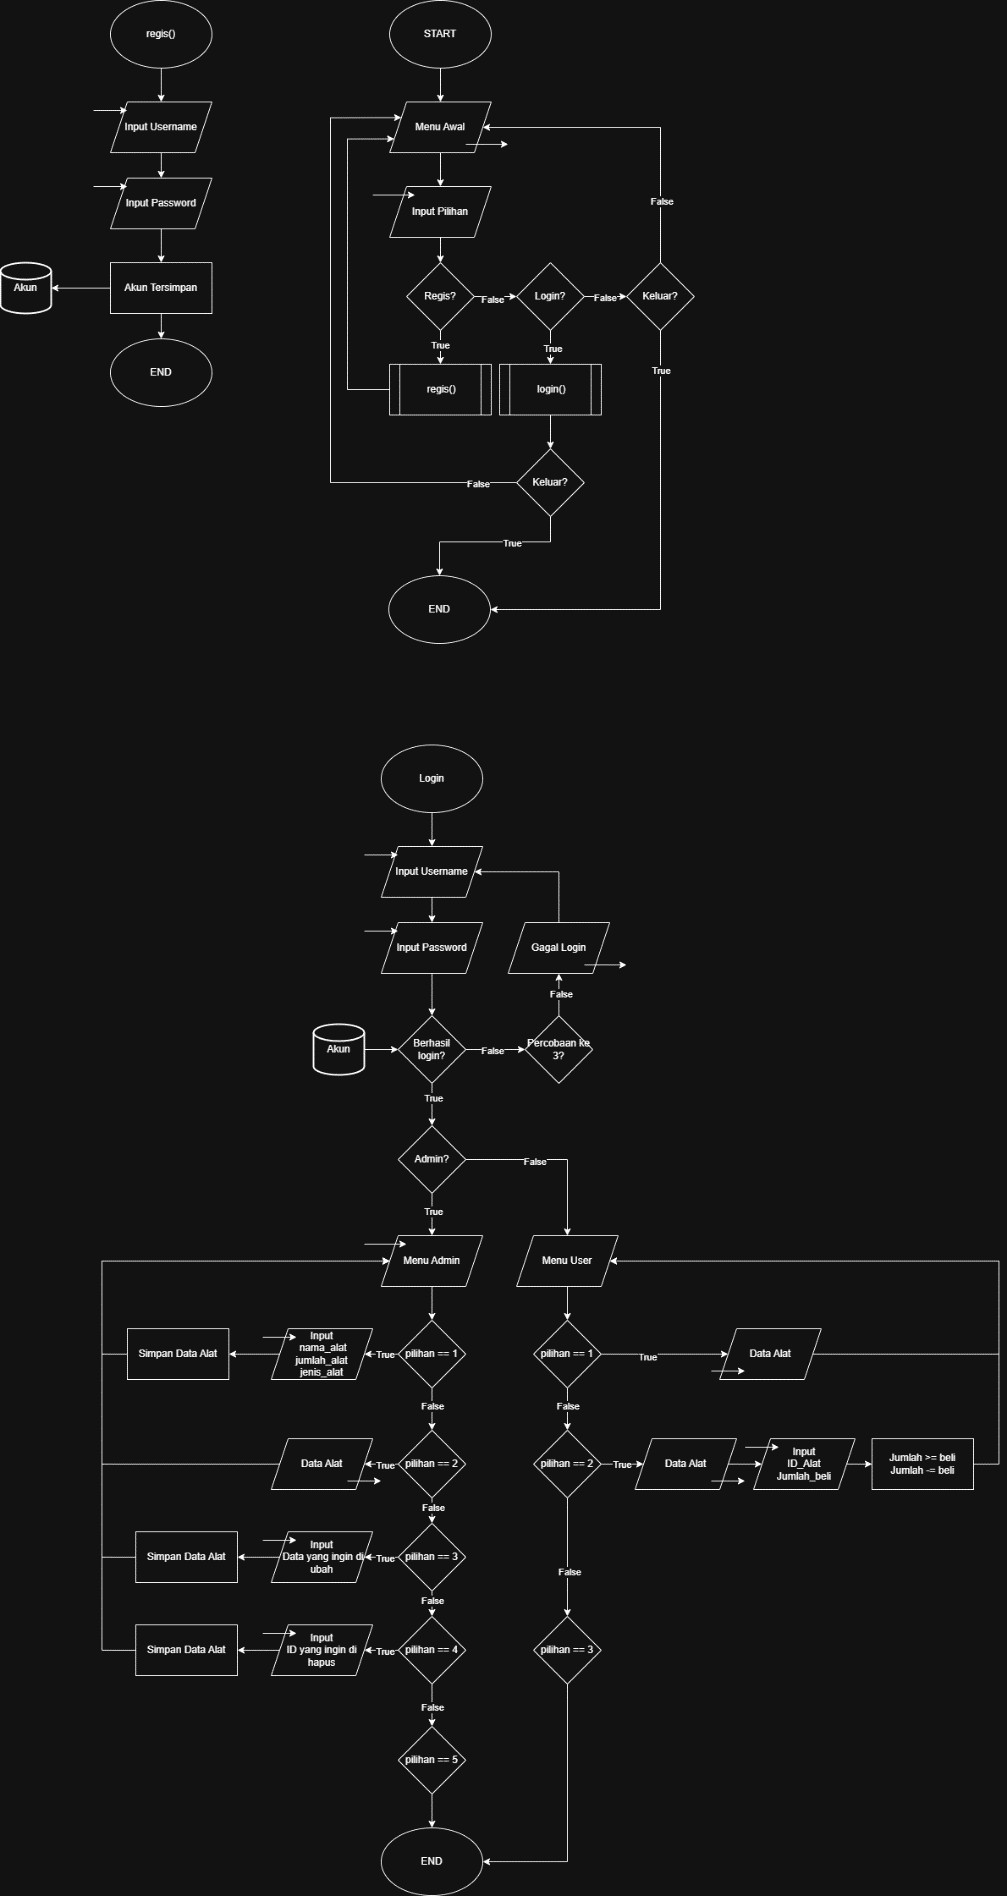 regis()
START
Input Username
Menu Awal
Input Password
False
Input Pilihan
Akun
Akun Tersimpan
Regis?
False
Login?
False
Keluar?
True
True
True
END
regis()
login()
False
Keluar?
True
END
Login
Input Username
Input Password
Gagal Login
False
Akun
Berhasil
login?
False
Percobaan ke
3?
True
Admin?
False
True
Menu Admin
Menu User
Simpan Data Alat
Input
nama_alat
jumlah_alat
jenis_alat
True
pilihan == 1
pilihan == 1
True
Data Alat
False
False
Data Alat
True
pilihan == 2
pilihan == 2
True
Data Alat
Input
ID_Alat
Jumlah_beli
Jumlah >= beli
Jumlah -= beli
False
Simpan Data Alat
Input
Data yang ingin di
ubah
True
pilihan == 3
False
False
Simpan Data Alat
Input
ID yang ingin di
hapus
True
pilihan == 4
pilihan == 3
False
pilihan == 5
END